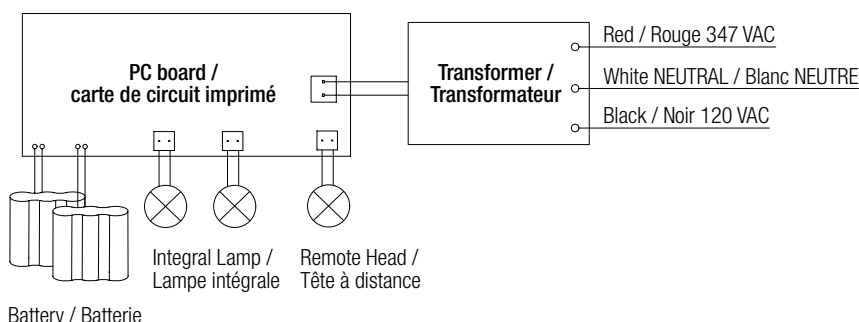 PC board /
carte de circuit imprimé
Transformer /
Transformateur
Red / Rouge 347 VAC
White NEUTRAL / Blanc NEUTRE
Black / Noir 120 VAC
Integral Lamp /
Lampe intégrale
Remote Head /
Tête à distance
Battery / Batterie